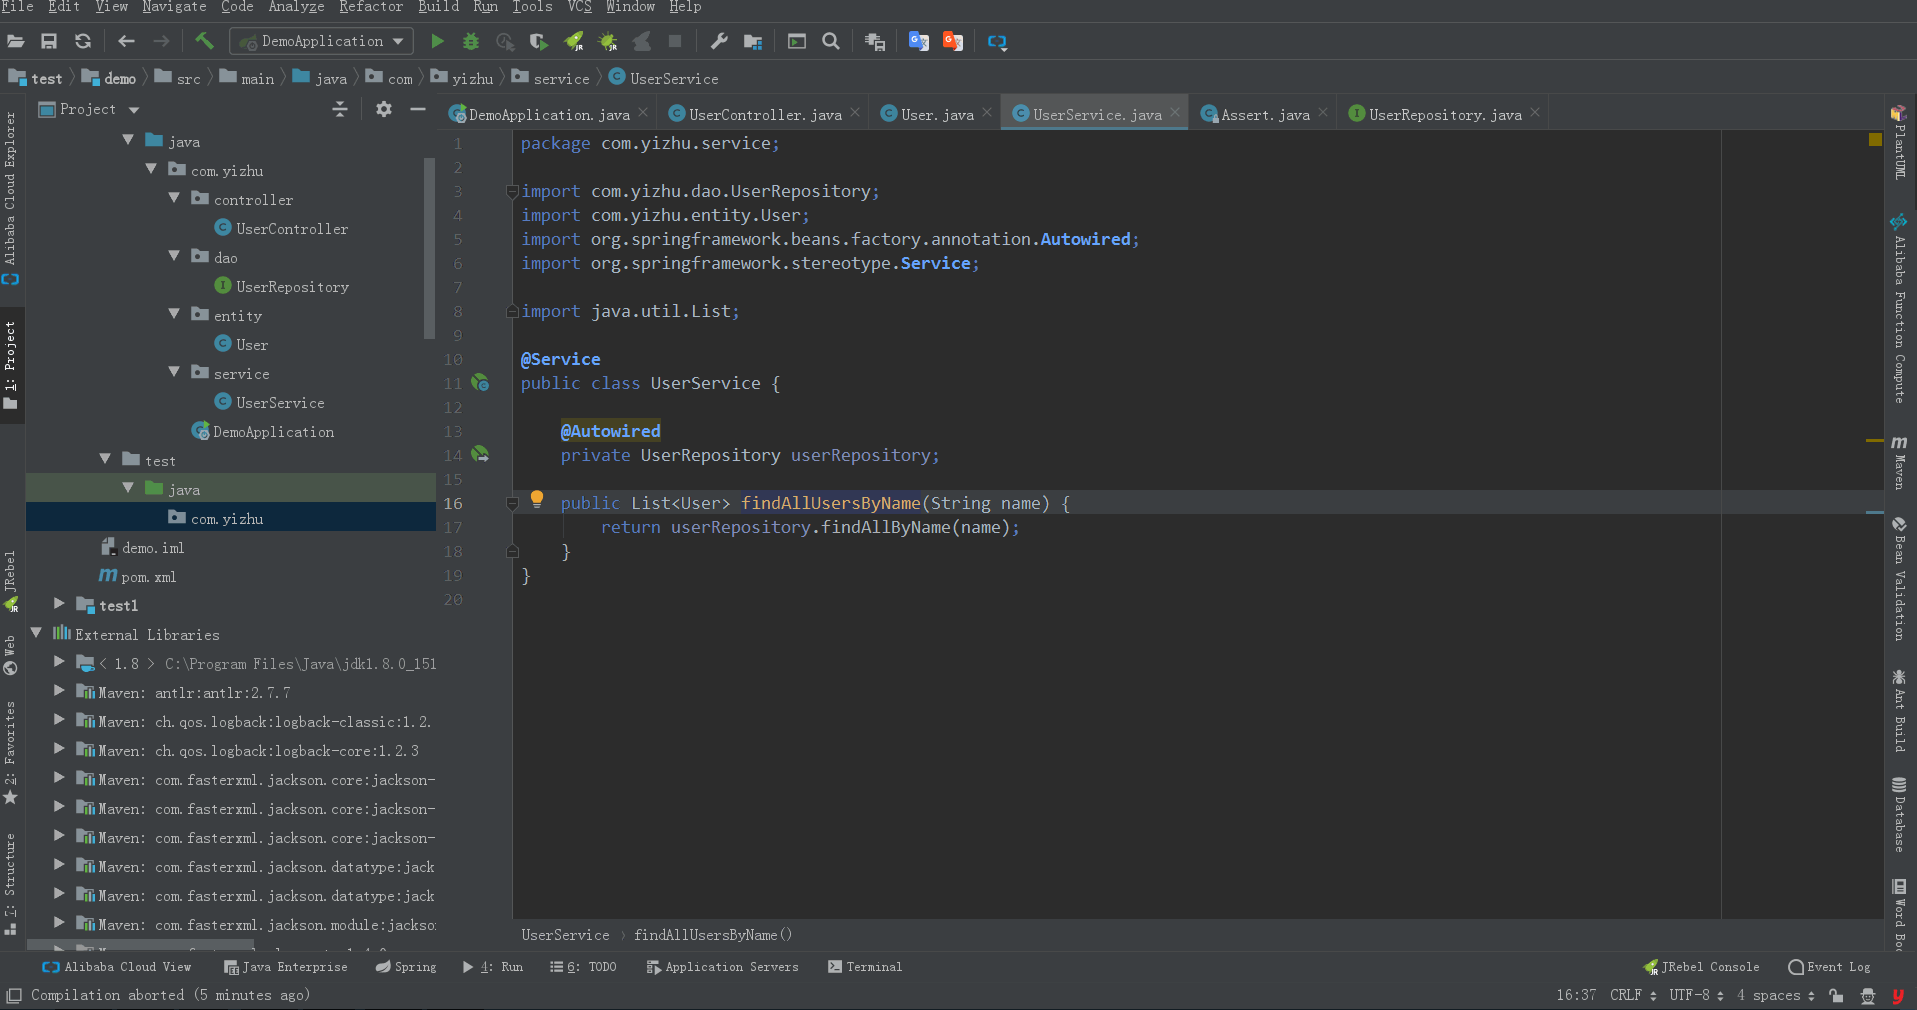 File Edit View Navigate Code Analyze Refactor Build Run Tools VCS Window Help
DemoApplication
test demo src main java com yizhu service UserService
Project
DemoApplication.java UserController.java User.java UserService.java Assert.java UserRepository.java
java
com.yizhu
controller
UserController
dao
UserRepository
entity
User
service
UserService
DemoApplication
test
java
com.yizhu
demo.iml
pom.xml
test1
External Libraries
< 1.8 > C:\Program Files\Java\jdk1.8.0_151
Maven: antlr:antlr:2.7.7
Maven: ch.qos.logback:logback-classic:1.2.
Maven: ch.qos.logback:logback-core:1.2.3
Maven: com.fasterxml.jackson.core:jackson-
Maven: com.fasterxml.jackson.core:jackson-
Maven: com.fasterxml.jackson.core:jackson-
Maven: com.fasterxml.jackson.datatype:jack
Maven: com.fasterxml.jackson.datatype:jack
Maven: com.fasterxml.jackson.module:jackso
1 package com.yizhu.service;
2
3 import com.yizhu.dao.UserRepository;
4 import com.yizhu.entity.User;
5 import org.springframework.beans.factory.annotation.Autowired;
6 import org.springframework.stereotype.Service;
7
8 import java.util.List;
9
10 @Service
11 public class UserService {
12
13 @Autowired
14 private UserRepository userRepository;
15
16 public List<User> findAllUsersByName(String name) {
17 return userRepository.findAllByName(name);
18 }
19 }
20
UserService › findAllUsersByName()
Alibaba Cloud Explorer
1: Project
JRebel
Web
2: Favorites
7: Structure
PlantUML
Alibaba Function Compute
Maven
Bean Validation
Ant Build
Database
Word Boo
Alibaba Cloud View Java Enterprise Spring 4: Run 6: TODO Application Servers Terminal JRebel Console Event Log
Compilation aborted (5 minutes ago) 16:37 CRLF UTF-8 4 spaces